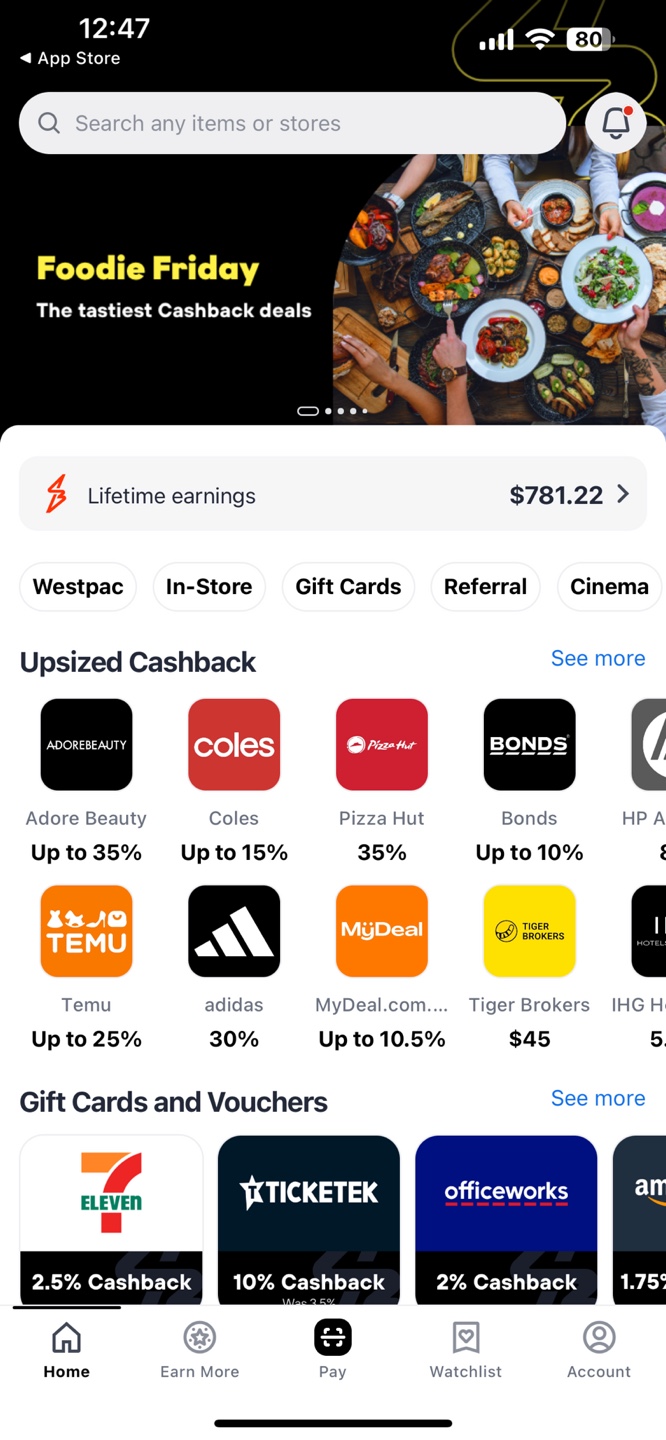 12:47
80
App Store
Search any items or stores
Foodie Friday
The tastiest Cashback deals
Lifetime earnings
$781.22
Westpac
In-Store
Gift Cards
Referral
Cinema
Upsized Cashback
See more
ADOREBEAUTY
coles
Pizza Hut
BONDS
Adore Beauty
Coles
Pizza Hut
Bonds
HP A
Up to 35%
Up to 15%
35%
Up to 10%
TEMU
MyDeal
TIGER
BROKERS
HOTELS
Temu
adidas
MyDeal.com....
Tiger Brokers
IHG H
Up to 25%
30%
Up to 10.5%
$45
5.
Gift Cards and Vouchers
See more
7
ELEVEN
TICKETEK
officeworks
am
2.5% Cashback
10% Cashback
2% Cashback
1.75%
Was 3.5%
Home
Earn More
Pay
Watchlist
Account